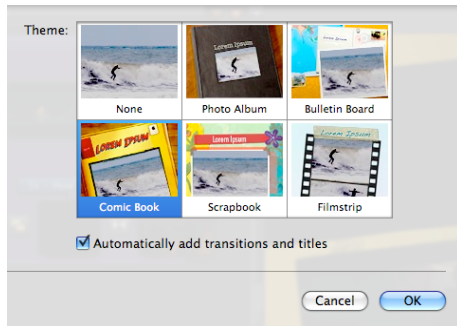 Theme:
Lorem Ipsum
None
Photo Album
Bulletin Board
LOREM IPSUM
Lorem Ipsum
Lorem Ipsum
Comic Book
Scrapbook
Filmstrip
Automatically add transitions and titles
Cancel
OK